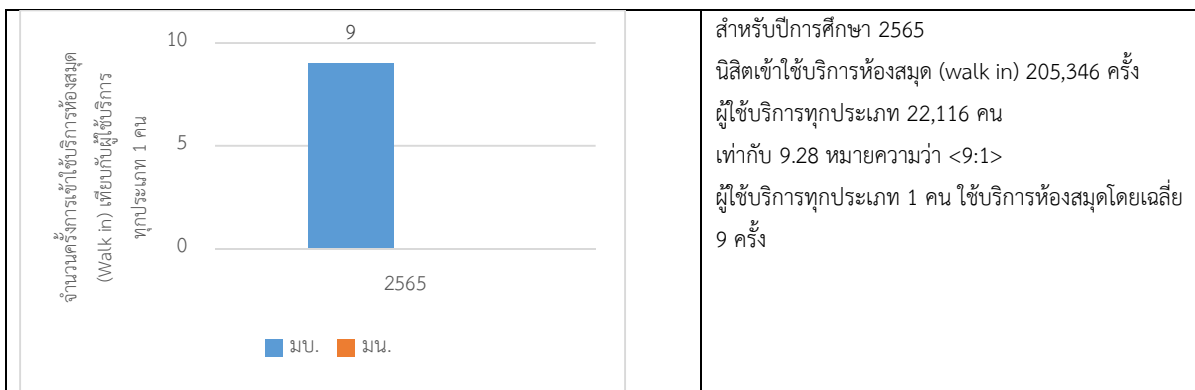 จำนวนครั้งการเข้าใช้บริการห้องสมุด
(Walk in) เทียบกับผู้ใช้บริการ
ทุกประเภท 1 คน
10
5
0
9
2565
มบ.
มน.
สำหรับปีการศึกษา 2565
นิสิตเข้าใช้บริการห้องสมุด (walk in) 205,346 ครั้ง
ผู้ใช้บริการทุกประเภท 22,116 คน
เท่ากับ 9.28 หมายความว่า <9:1>
ผู้ใช้บริการทุกประเภท 1 คน ใช้บริการห้องสมุดโดยเฉลี่ย
9 ครั้ง